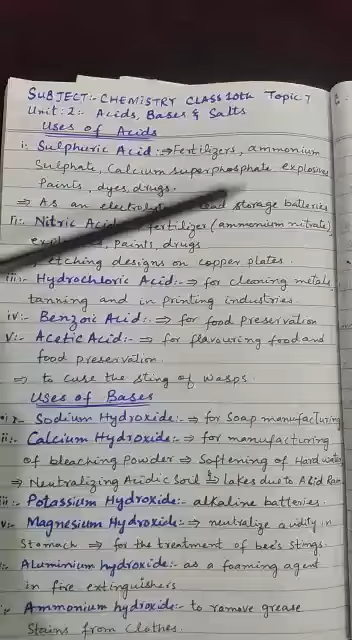 SUBJECT:- CHEMISTRY CLASS 10th Topic 7
Unit: 2:- Acids, Bases & Salts
Uses of Acids
i:- Sulphuric Acid:- ⇒ Fertilizers, ammonium
Sulphate, Calcium superphosphate explosives
Paints, dyes, drugs.
⇒ As an storage batteries
ii:- Nitric Acid fertilizer (ammonium nitrate)
Paints, drugs
etching designs on copper plates.
iii:- Hydrochloric Acid:- ⇒ for cleaning metals,
tanning and in printing industries.
iv:- Benzoic Acid:- ⇒ for food preservation
v:- Acetic Acid:- ⇒ for flavouring food and
food preservation.
⇒ to cure the sting of wasps.
Uses of Bases
i:- Sodium Hydroxide:- ⇒ for Soap manufacturing
ii:- Calcium Hydroxide:- ⇒ for manufacturing
of bleaching Powder ⇒ Softening of Hard water
⇒ Neutralizing Acidic Soil & lakes due to Acid Rain
iii:- Potassium Hydroxide:- alkaline batteries.
v:- Magnesium Hydroxide:- ⇒ neutralize acidity in
Stomach ⇒ for the treatment of bee's stings.
:- Aluminium hydroxide:- as a foaming agent
in fire extinguishers
:- Ammonium hydroxide:- to remove grease
Stains from clothes.